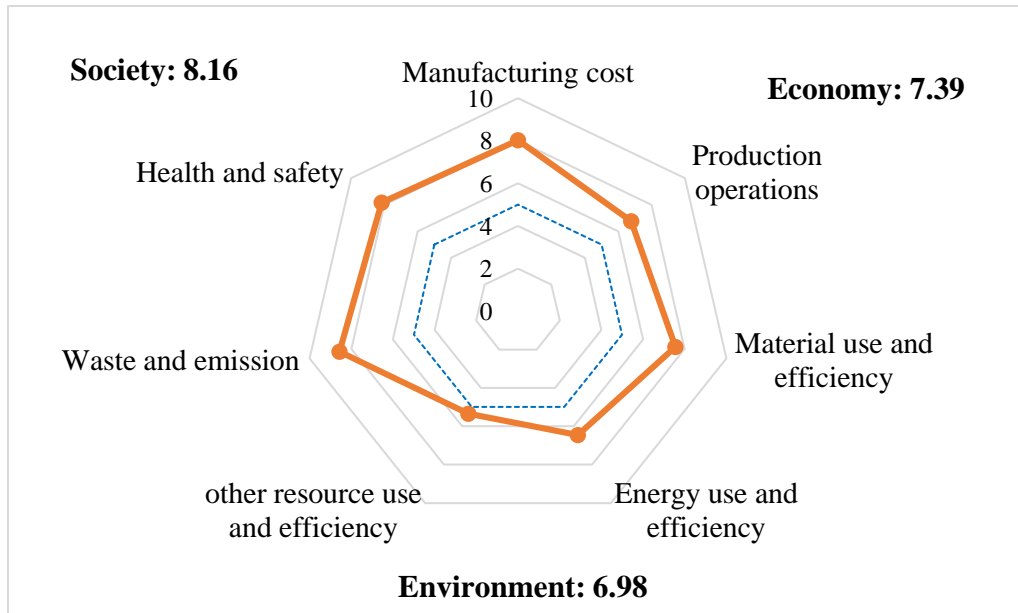 Society: 8.16
Manufacturing cost
Economy: 7.39
10
8
6
4
2
0
Production
operations
Health and safety
Material use and
efficiency
Waste and emission
Energy use and
efficiency
other resource use
and efficiency
Environment: 6.98